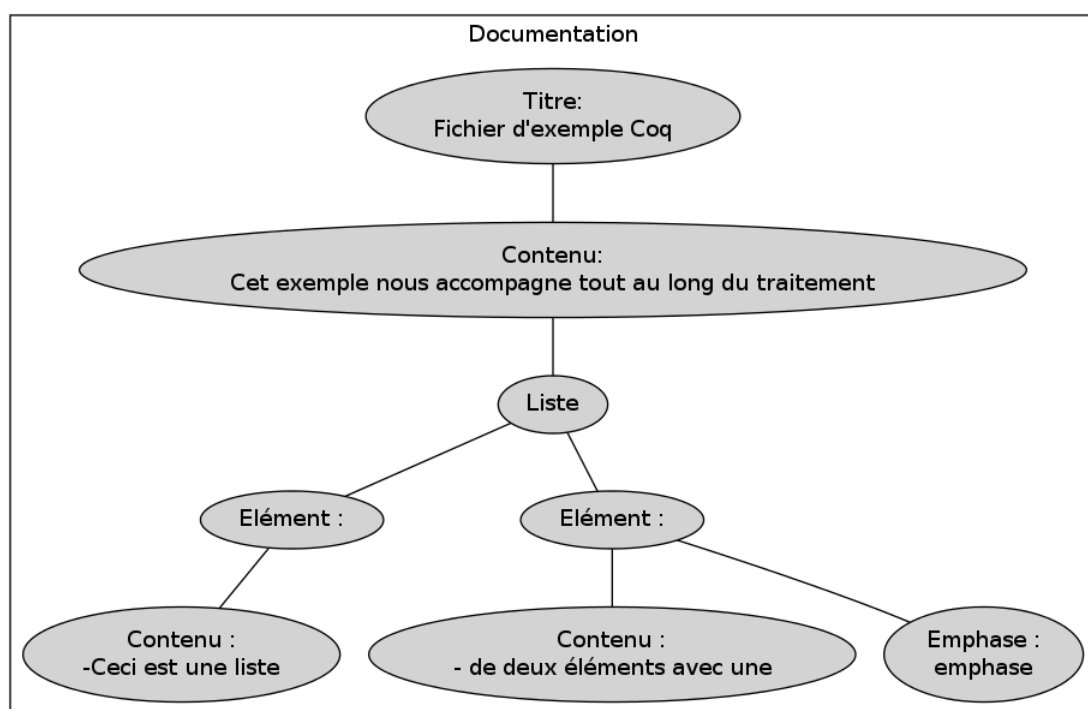 Documentation
Titre:
Fichier d'exemple Coq
Contenu:
Cet exemple nous accompagne tout au long du traitement
Liste
Elément :
Elément :
Contenu :
-Ceci est une liste
Contenu :
- de deux éléments avec une
Emphase :
emphase